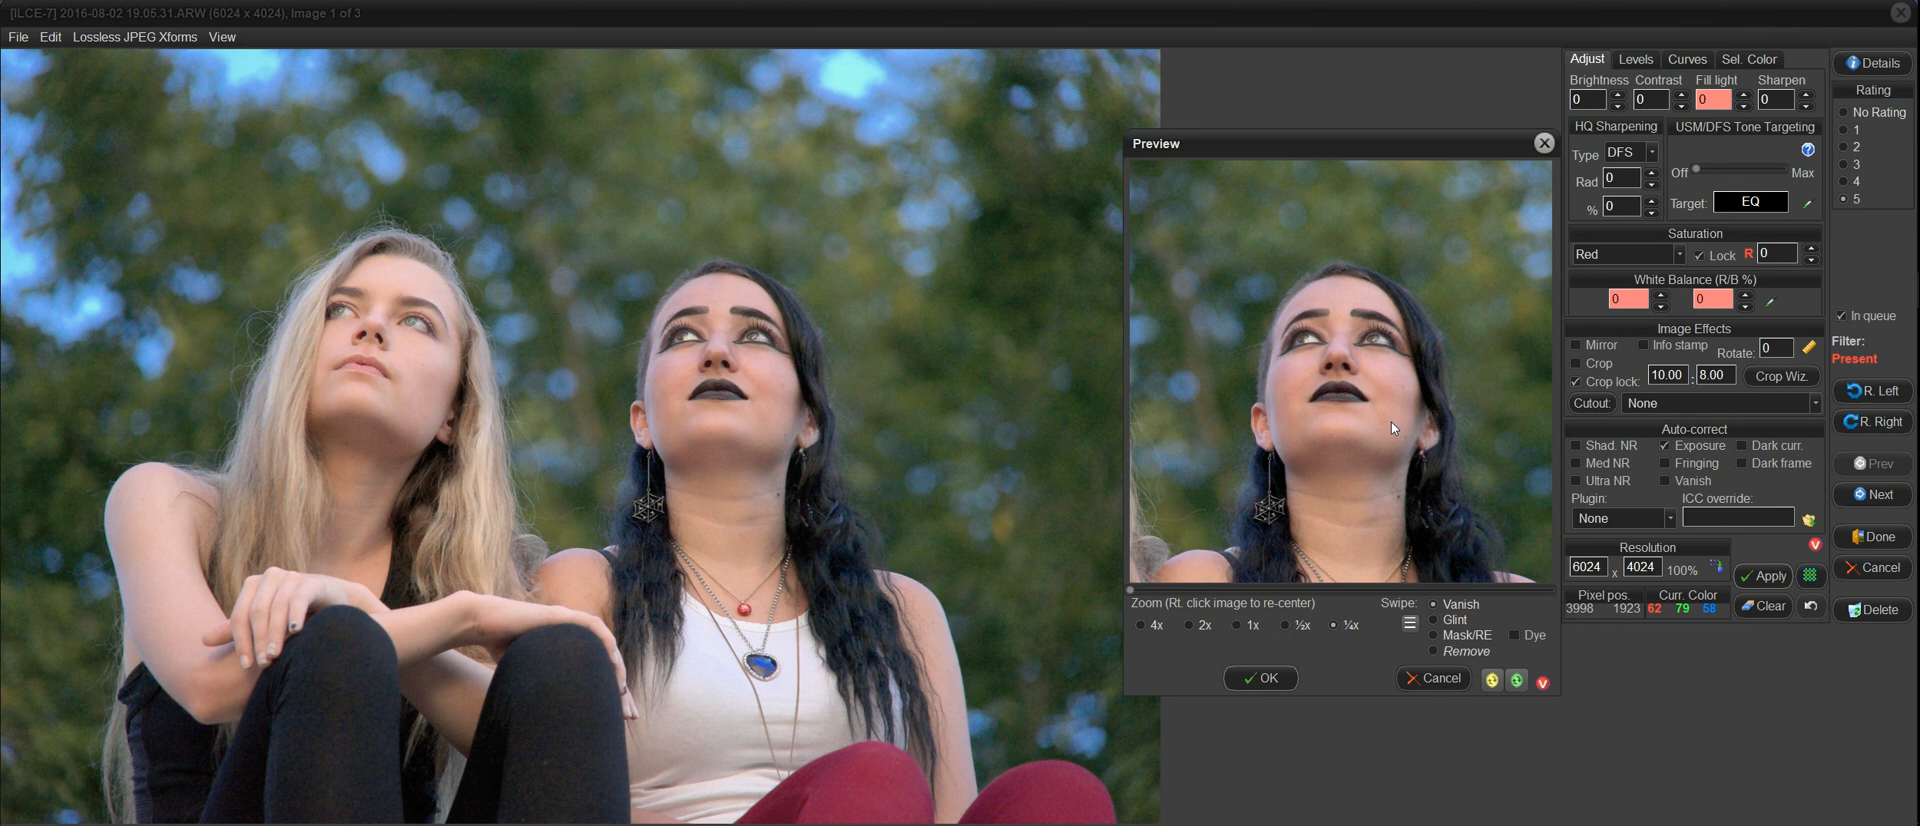 [ILCE-7] 2016-08-02 19.05.31.ARW (6024 x 4024), Image 1 of 3
File Edit Lossless JPEG Xforms View
Adjust Levels Curves Sel. Color
Brightness Contrast Fill light Sharpen
0 0 0 0
HQ Sharpening USM/DFS Tone Targeting
Type DFS
Off Max
Rad 0
% 0
Target: EQ
Saturation
Red Lock R 0
White Balance (R/B %)
0 0
Image Effects
Mirror Info stamp Rotate: 0
Crop
Crop lock: 10.00 : 8.00 Crop Wiz.
Cutout: None
Auto-correct
Shad. NR Exposure Dark curr.
Med NR Fringing Dark frame
Ultra NR Vanish
Plugin: ICC override:
None
Resolution
6024 x 4024 100%
V
Apply
Pixel pos. Curr. Color
3998 1923 62 79 58
Clear
Details
Rating
No Rating
1
2
3
4
5
In queue
Filter:
Present
R. Left
R. Right
Prev
Next
Done
Cancel
Delete
Preview
Zoom (Rt. click image to re-center)
4x 2x 1x ½x ¼x
Swipe: Vanish
Glint
Mask/RE Dye
Remove
OK Cancel V